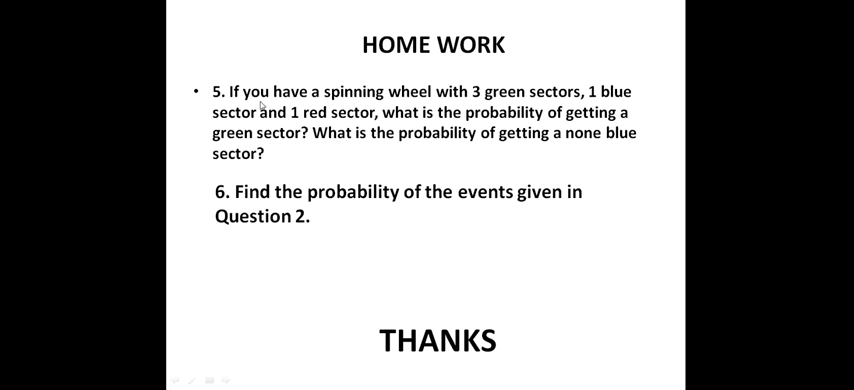 HOME WORK
• 5. If you have a spinning wheel with 3 green sectors, 1 blue
sector and 1 red sector, what is the probability of getting a
green sector? What is the probability of getting a none blue
sector?
6. Find the probability of the events given in
Question 2.
THANKS